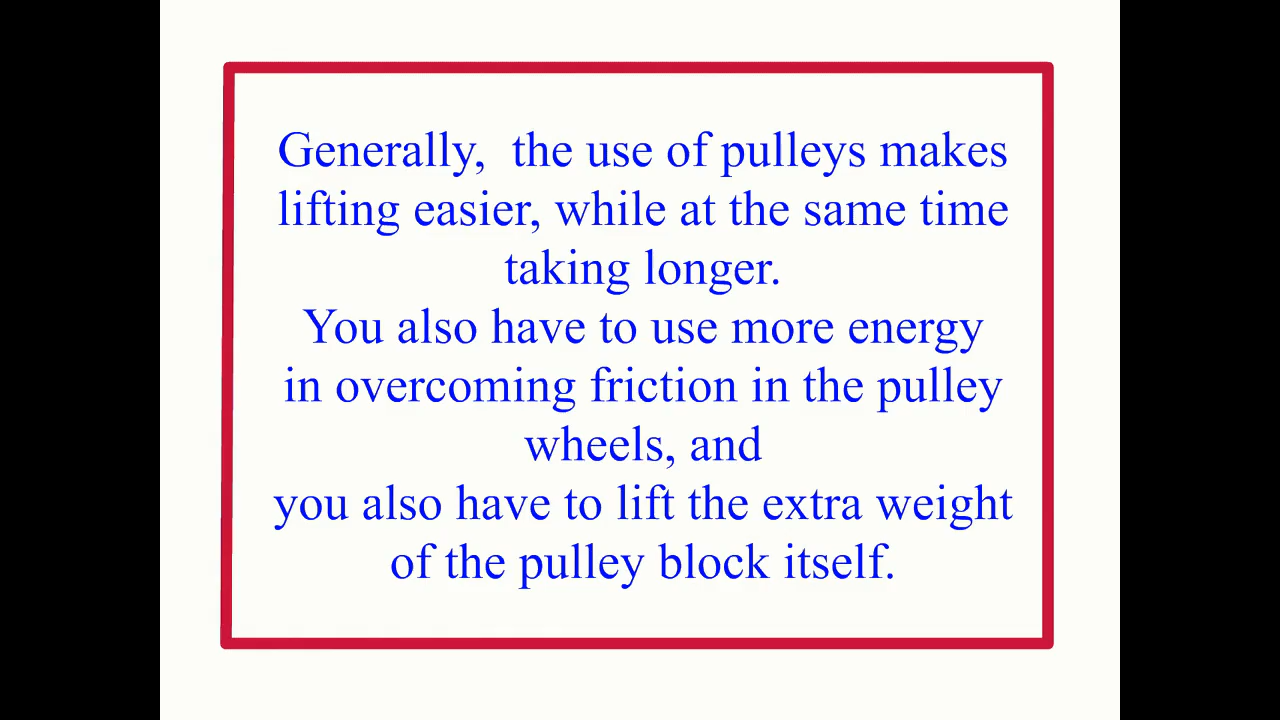 Generally,  the use of pulleys makes
lifting easier, while at the same time
taking longer.
You also have to use more energy
in overcoming friction in the pulley
wheels, and
you also have to lift the extra weight
of the pulley block itself.